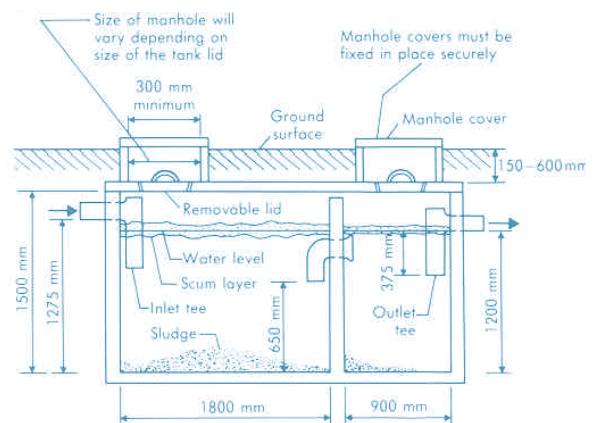 Size of manhole will
vary depending on
size of the tank lid
Manhole covers must be
fixed in place securely
300 mm
minimum
Ground
surface
Manhole cover
150-600mm
Removable lid
Water level
Scum layer
Inlet tee
Sludge
Outlet
tee
1500 mm
1275 mm
650 mm
375 mm
1200 mm
1800 mm
900 mm